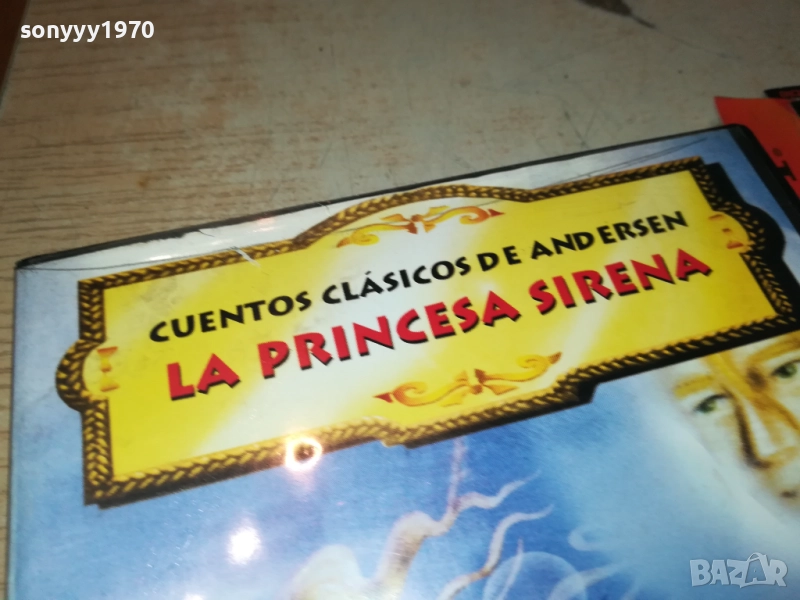 sonyyy1970
CUENTOS CLÁSICOS DE ANDERSEN
LA PRINCESA SIRENA
BAZAR